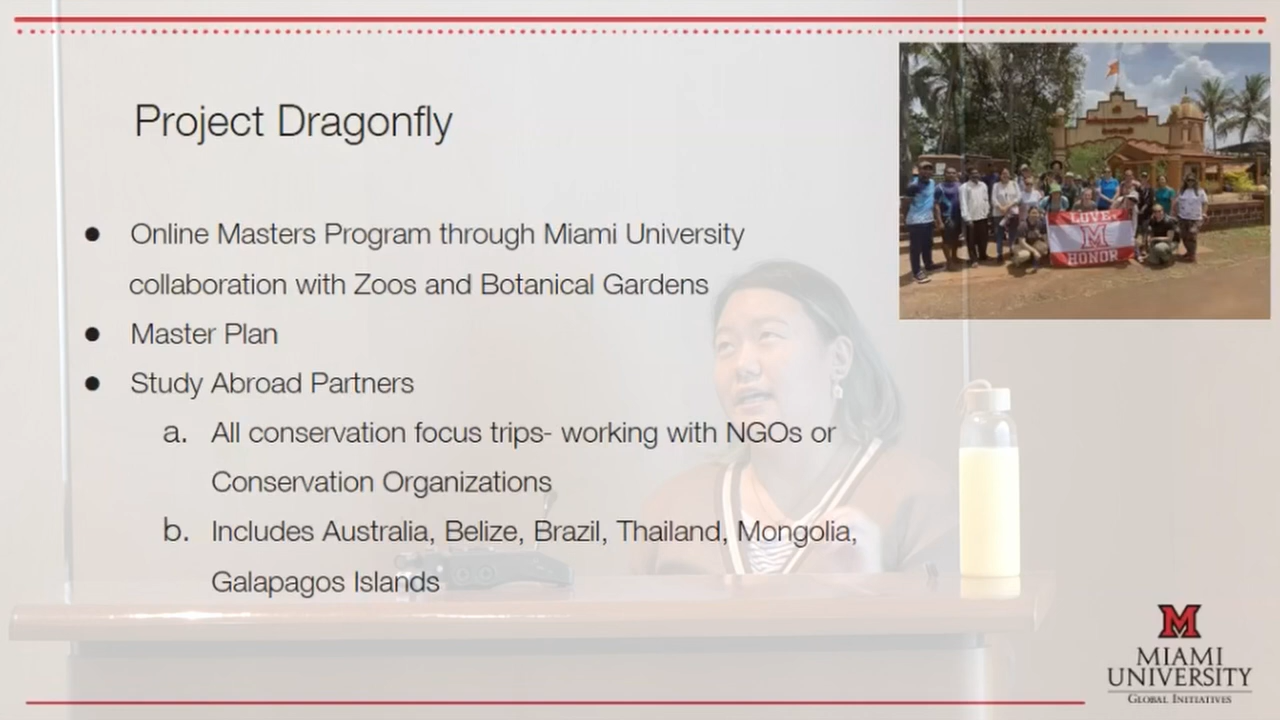 Project Dragonfly
● Online Masters Program through Miami University
collaboration with Zoos and Botanical Gardens
● Master Plan
● Study Abroad Partners
a. All conservation focus trips- working with NGOs or
Conservation Organizations
b. Includes Australia, Belize, Brazil, Thailand, Mongolia,
Galapagos Islands
LOVE.
M
HONOR
M
MIAMI
UNIVERSITY
GLOBAL INITIATIVES